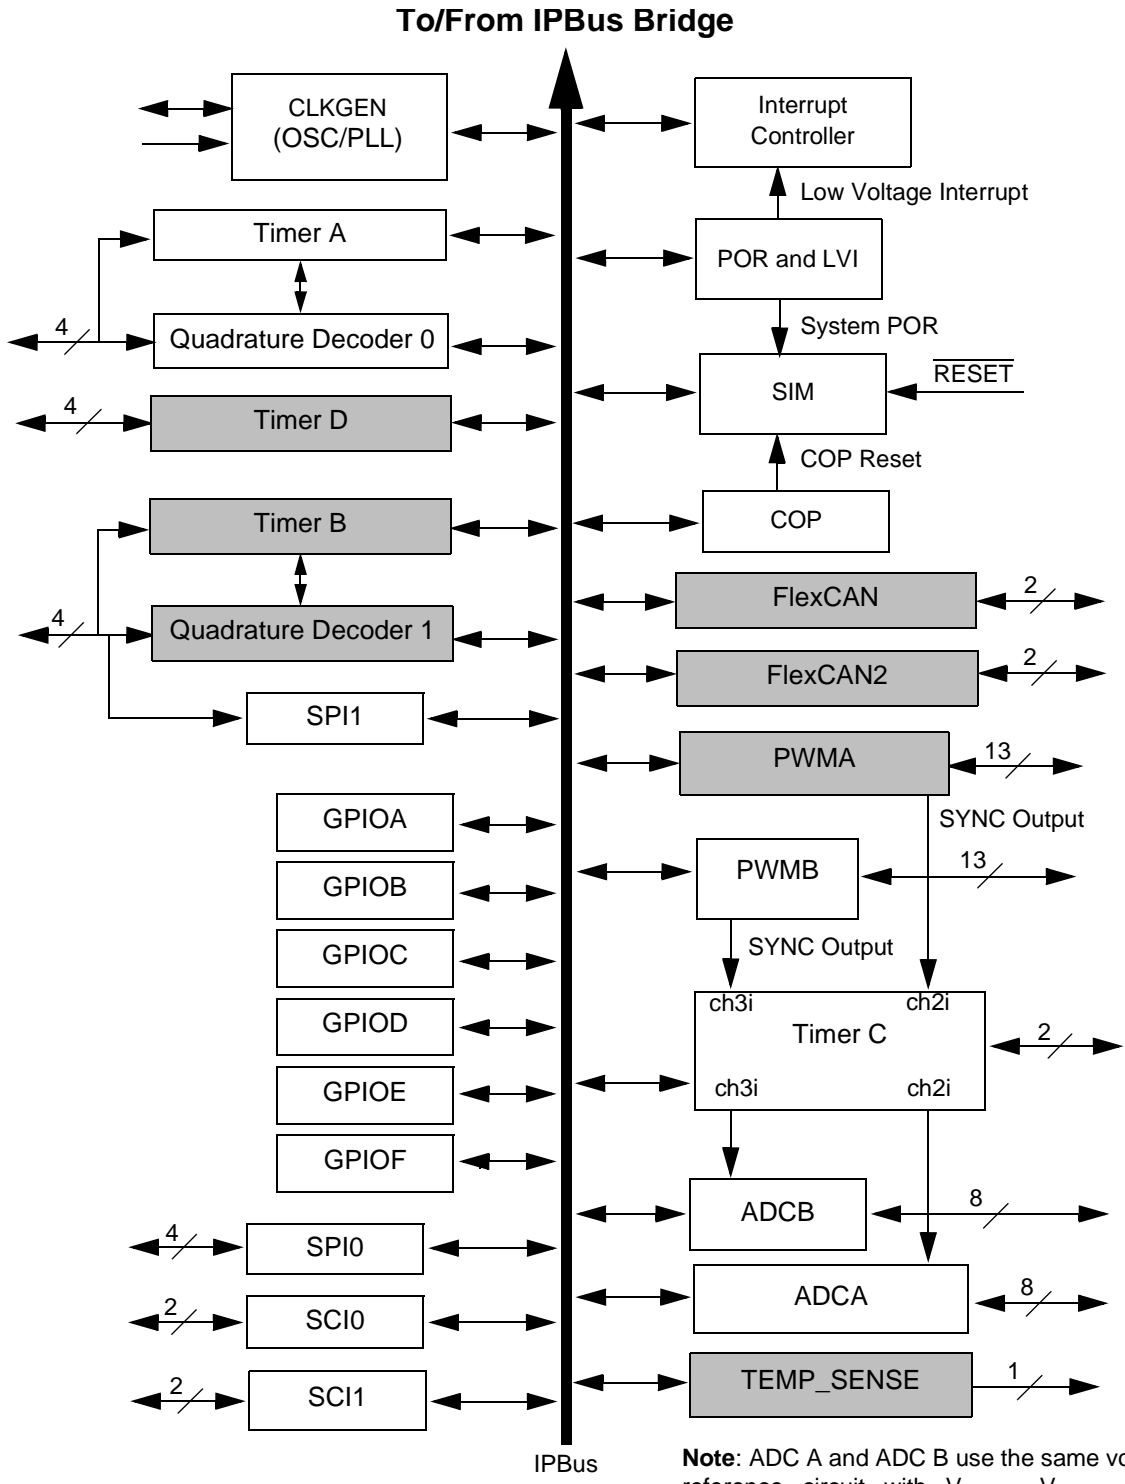 To/From IPBus Bridge
CLKGEN
(OSC/PLL)
Interrupt
Controller
Low Voltage Interrupt
Timer A
POR and LVI
4
Quadrature Decoder 0
System POR
RESET
SIM
4
Timer D
COP Reset
Timer B
COP
4
Quadrature Decoder 1
FlexCAN
2
FlexCAN2
2
SPI1
PWMA
13
SYNC Output
GPIOA
PWMB
13
GPIOB
SYNC Output
GPIOC
ch3i
ch2i
Timer C
2
GPIOD
ch3i
ch2i
GPIOE
GPIOF
ADCB
8
4
SPI0
ADCA
8
2
SCI0
TEMP_SENSE
1
2
SCI1
IPBus
Note: ADC A and ADC B use the same vo
reference circuit with V V